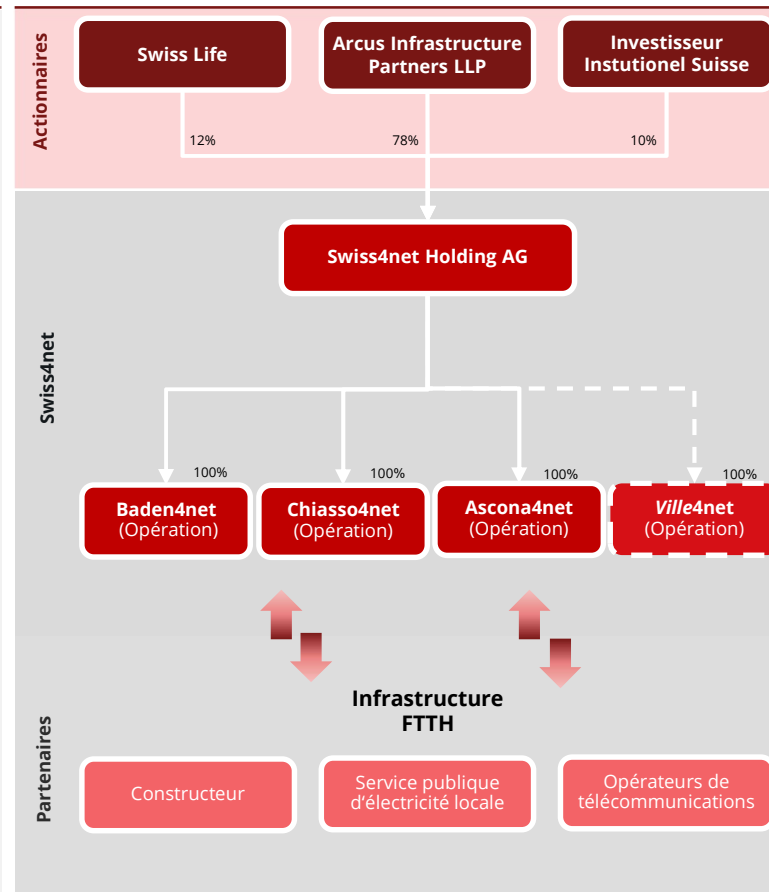 Actionnaires
Swiss Life
Arcus Infrastructure
Partners LLP
Investisseur
Instutionel Suisse
12%
78%
10%
Swiss4net
Swiss4net Holding AG
100%
100%
100%
100%
Baden4net
(Opération)
Chiasso4net
(Opération)
Ascona4net
(Opération)
Ville4net
(Opération)
Partenaires
Infrastructure
FTTH
Constructeur
Service publique
d‘électricité locale
Opérateurs de
télécommunications